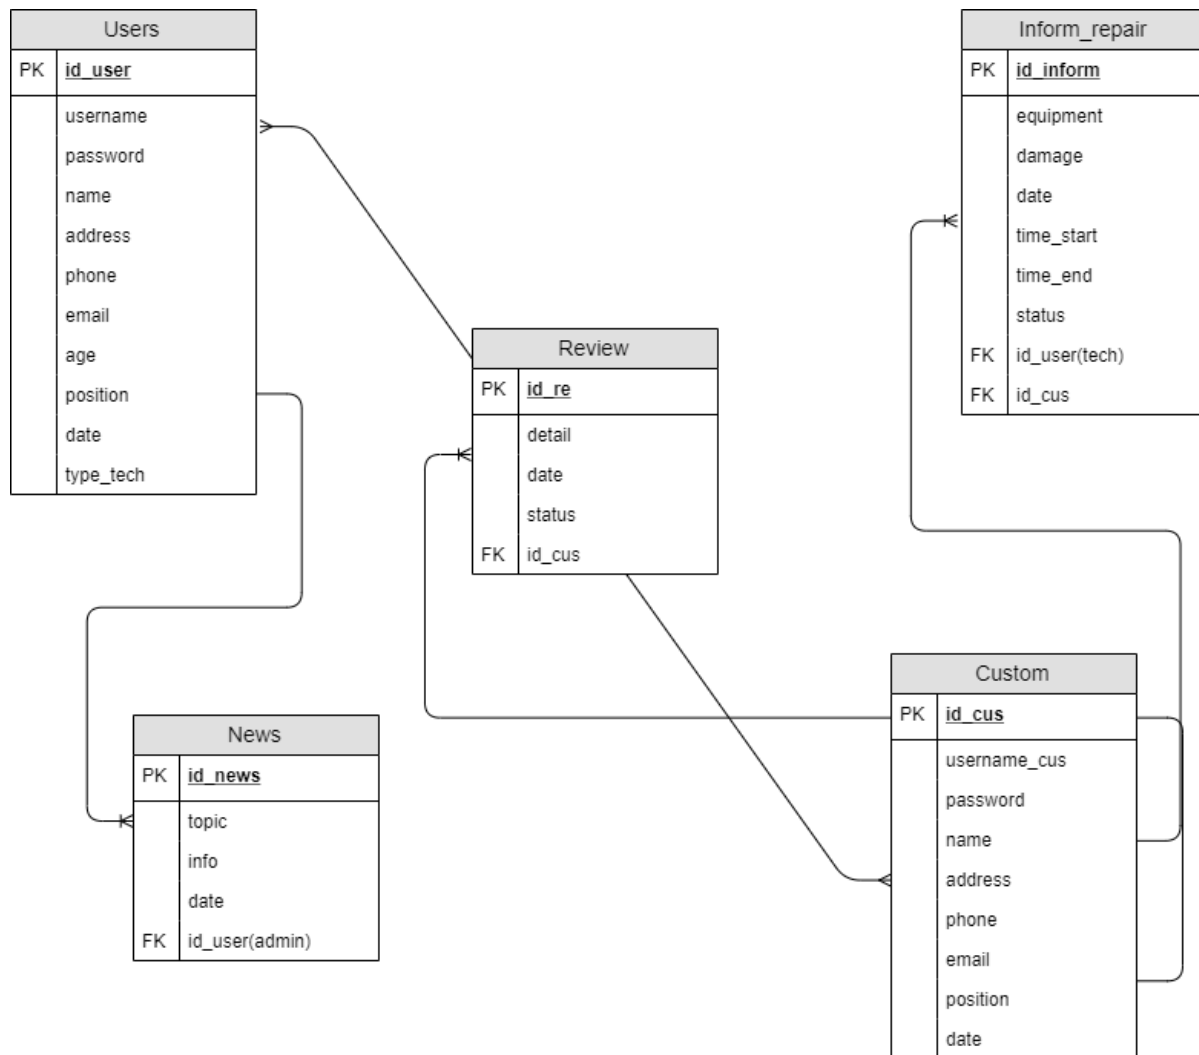 Users
PK id_user
username
password
name
address
phone
email
age
position
date
type_tech
Inform_repair
PK id_inform
equipment
damage
date
time_start
time_end
status
FK id_user(tech)
FK id_cus
Review
PK id_re
detail
date
status
FK id_cus
News
PK id_news
topic
info
date
FK id_user(admin)
Custom
PK id_cus
username_cus
password
name
address
phone
email
position
date